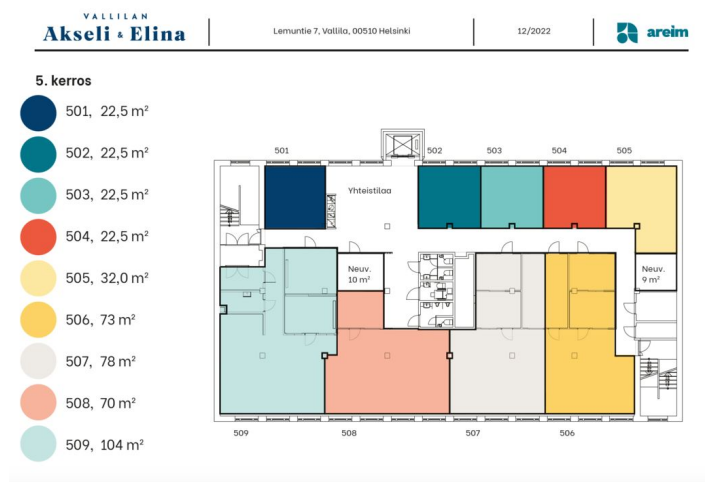 VALLILAN
Akseli & Elina
Lemuntie 7, Vallila, 00510 Helsinki
12/2022
areim
5. kerros
501, 22,5 m²
502, 22,5 m²
503, 22,5 m²
504, 22,5 m²
505, 32,0 m²
506, 73 m²
507, 78 m²
508, 70 m²
509, 104 m²
501
502
503
504
505
Yhteistilaa
Neuv.
10 m²
Neuv.
9 m²
509
508
507
506